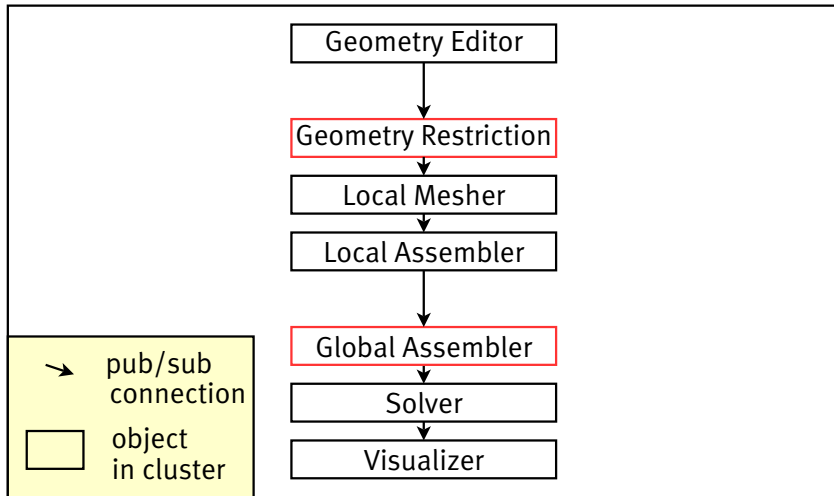 Geometry Editor
Geometry Restriction
Local Mesher
Local Assembler
Global Assembler
Solver
Visualizer
pub/sub
connection
object
in cluster